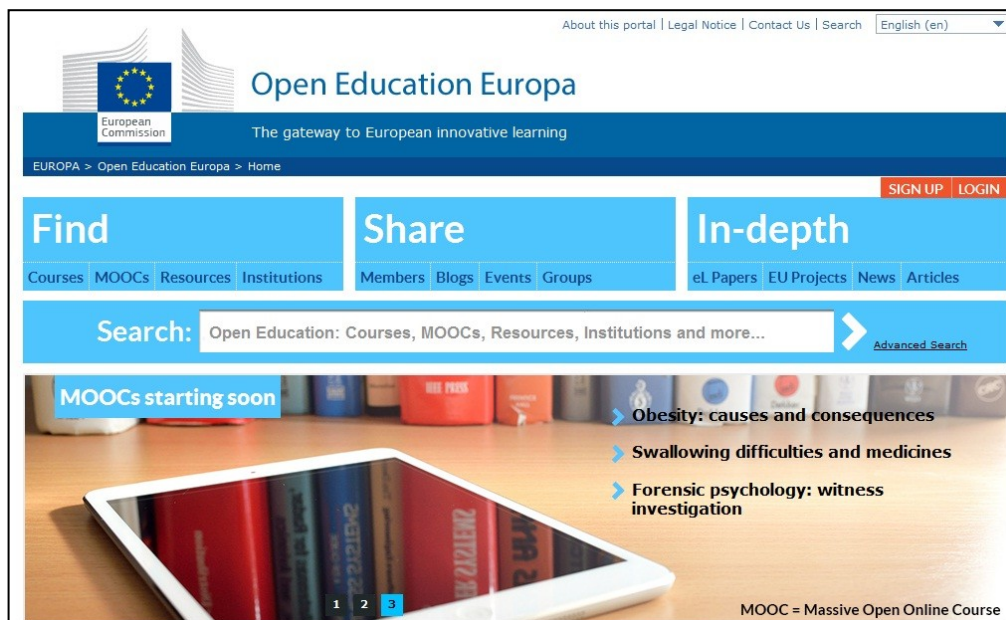 About this portal | Legal Notice | Contact Us | Search English (en)
Open Education Europa
European
Commission
The gateway to European innovative learning
EUROPA > Open Education Europa > Home
SIGN UP LOGIN
Find
Courses MOOCs Resources Institutions
Share
Members Blogs Events Groups
In-depth
eL Papers EU Projects News Articles
Search: Open Education: Courses, MOOCs, Resources, Institutions and more...
Advanced Search
MOOCs starting soon
IEEE PRESS
Obesity: causes and consequences
Swallowing difficulties and medicines
Forensic psychology: witness
investigation
1 2 3
MOOC = Massive Open Online Course